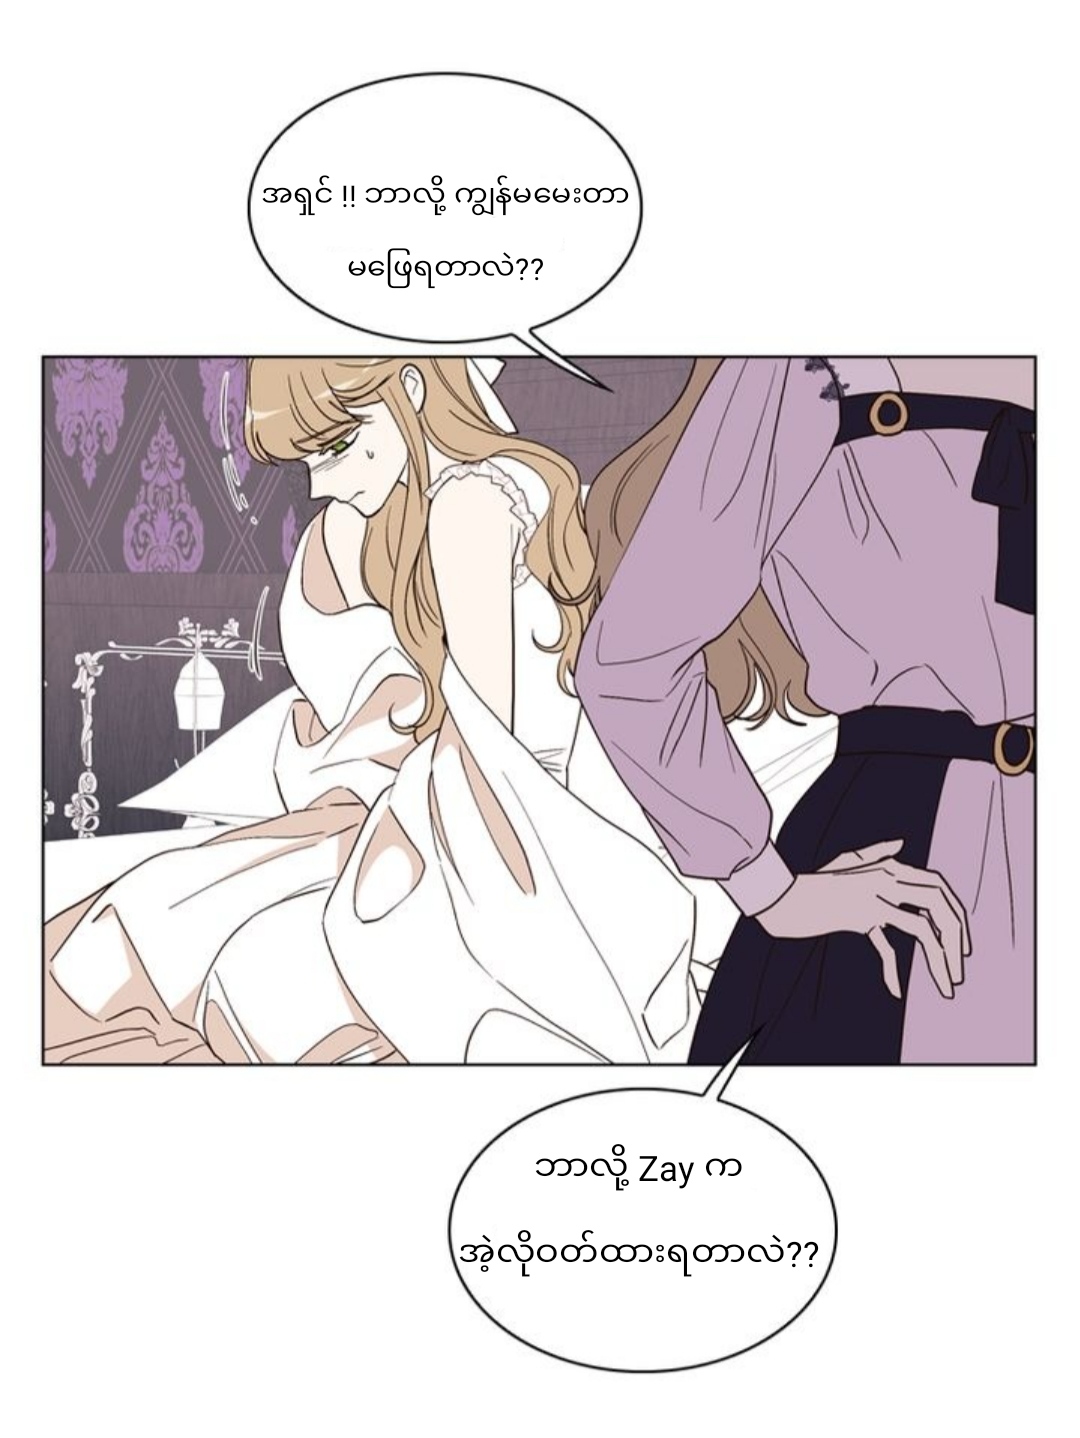 အရှင် !! ဘာလို့ ကျွန်မမေးတာ
မဖြေရတာလဲ??
ဘာလို့ Zay က
အဲ့လိုဝတ်ထားရတာလဲ??